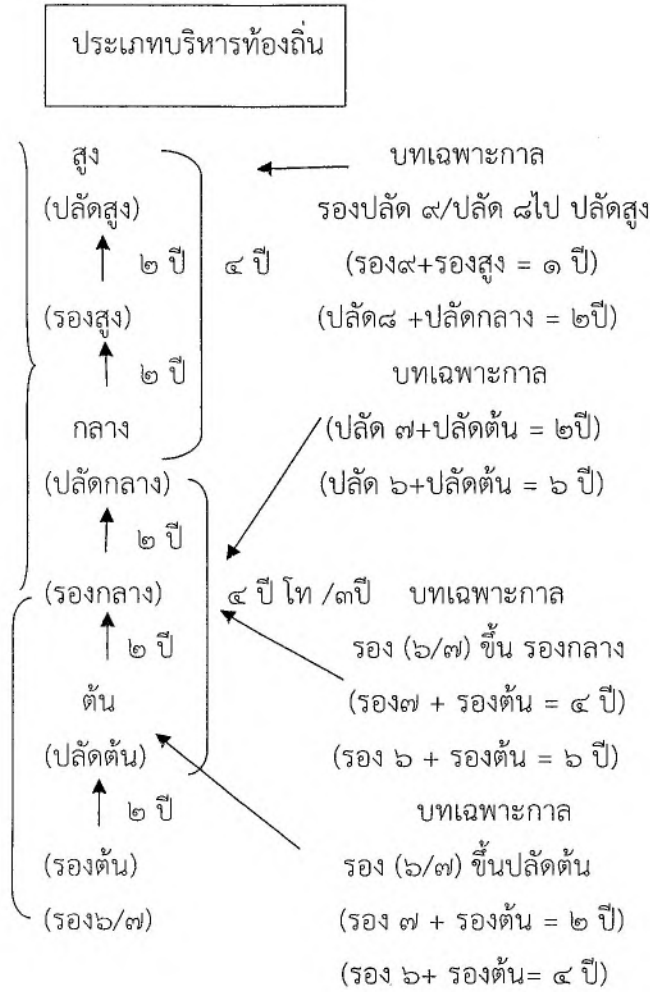 ประเภทบริหารท้องถิ่น
สูง บทเฉพาะกาล
(ปลัดสูง) รองปลัด ๙/ปลัด ๘ไป ปลัดสูง
๒ ปี ๔ ปี (รอง๙+รองสูง = ๑ ปี)
(รองสูง) (ปลัด๘ +ปลัดกลาง = ๒ปี)
๒ ปี บทเฉพาะกาล
กลาง (ปลัด ๗+ปลัดต้น = ๒ปี)
(ปลัดกลาง) (ปลัด ๖+ปลัดต้น = ๖ ปี)
๒ ปี
(รองกลาง) ๔ ปี โท /๓ปี บทเฉพาะกาล
๒ ปี รอง (๖/๗) ขึ้น รองกลาง
ต้น (รอง๗ + รองต้น = ๔ ปี)
(ปลัดต้น) (รอง ๖ + รองต้น = ๖ ปี)
๒ ปี บทเฉพาะกาล
(รองต้น) รอง (๖/๗) ขึ้นปลัดต้น
(รอง๖/๗) (รอง ๗ + รองต้น = ๒ ปี)
(รอง ๖+ รองต้น= ๔ ปี)